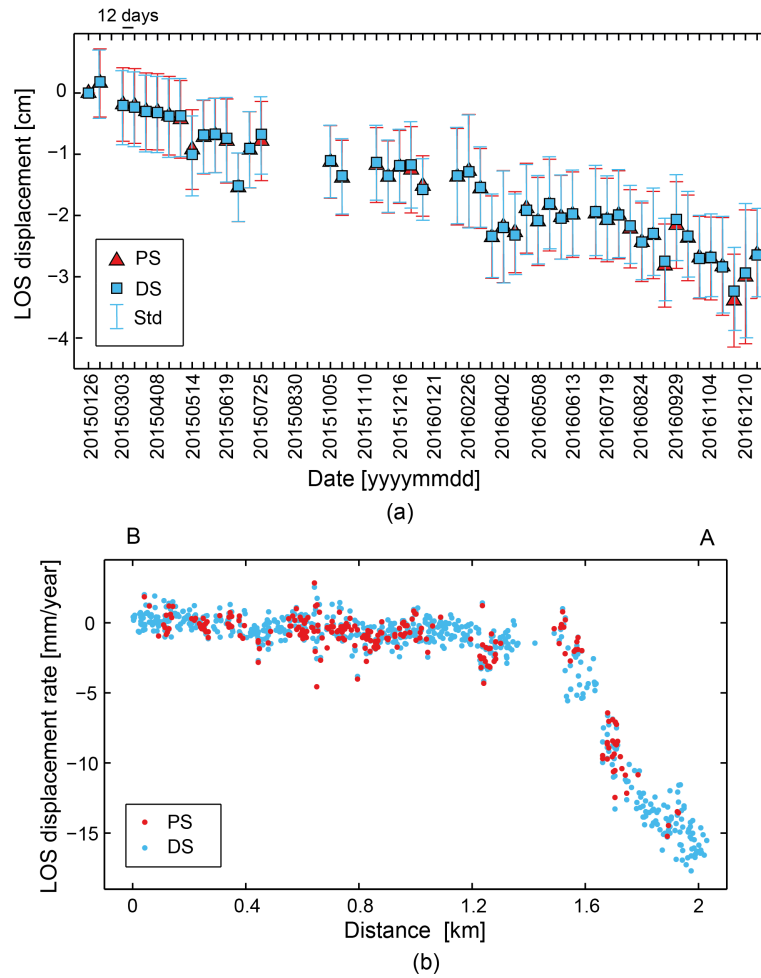 12 days
0
−1
−2
−3
−4
LOS displacement [cm]
PS
DS
Std
20150126
20150303
20150408
20150514
20150619
20150725
20150830
20151005
20151110
20151216
20160121
20160226
20160402
20160508
20160613
20160719
20160824
20160929
20161104
20161210
Date [yyyymmdd]
(a)
B A
0
−5
−10
−15
LOS displacement rate [mm/year]
PS
DS
0 0.4 0.8 1.2 1.6 2
Distance [km]
(b)